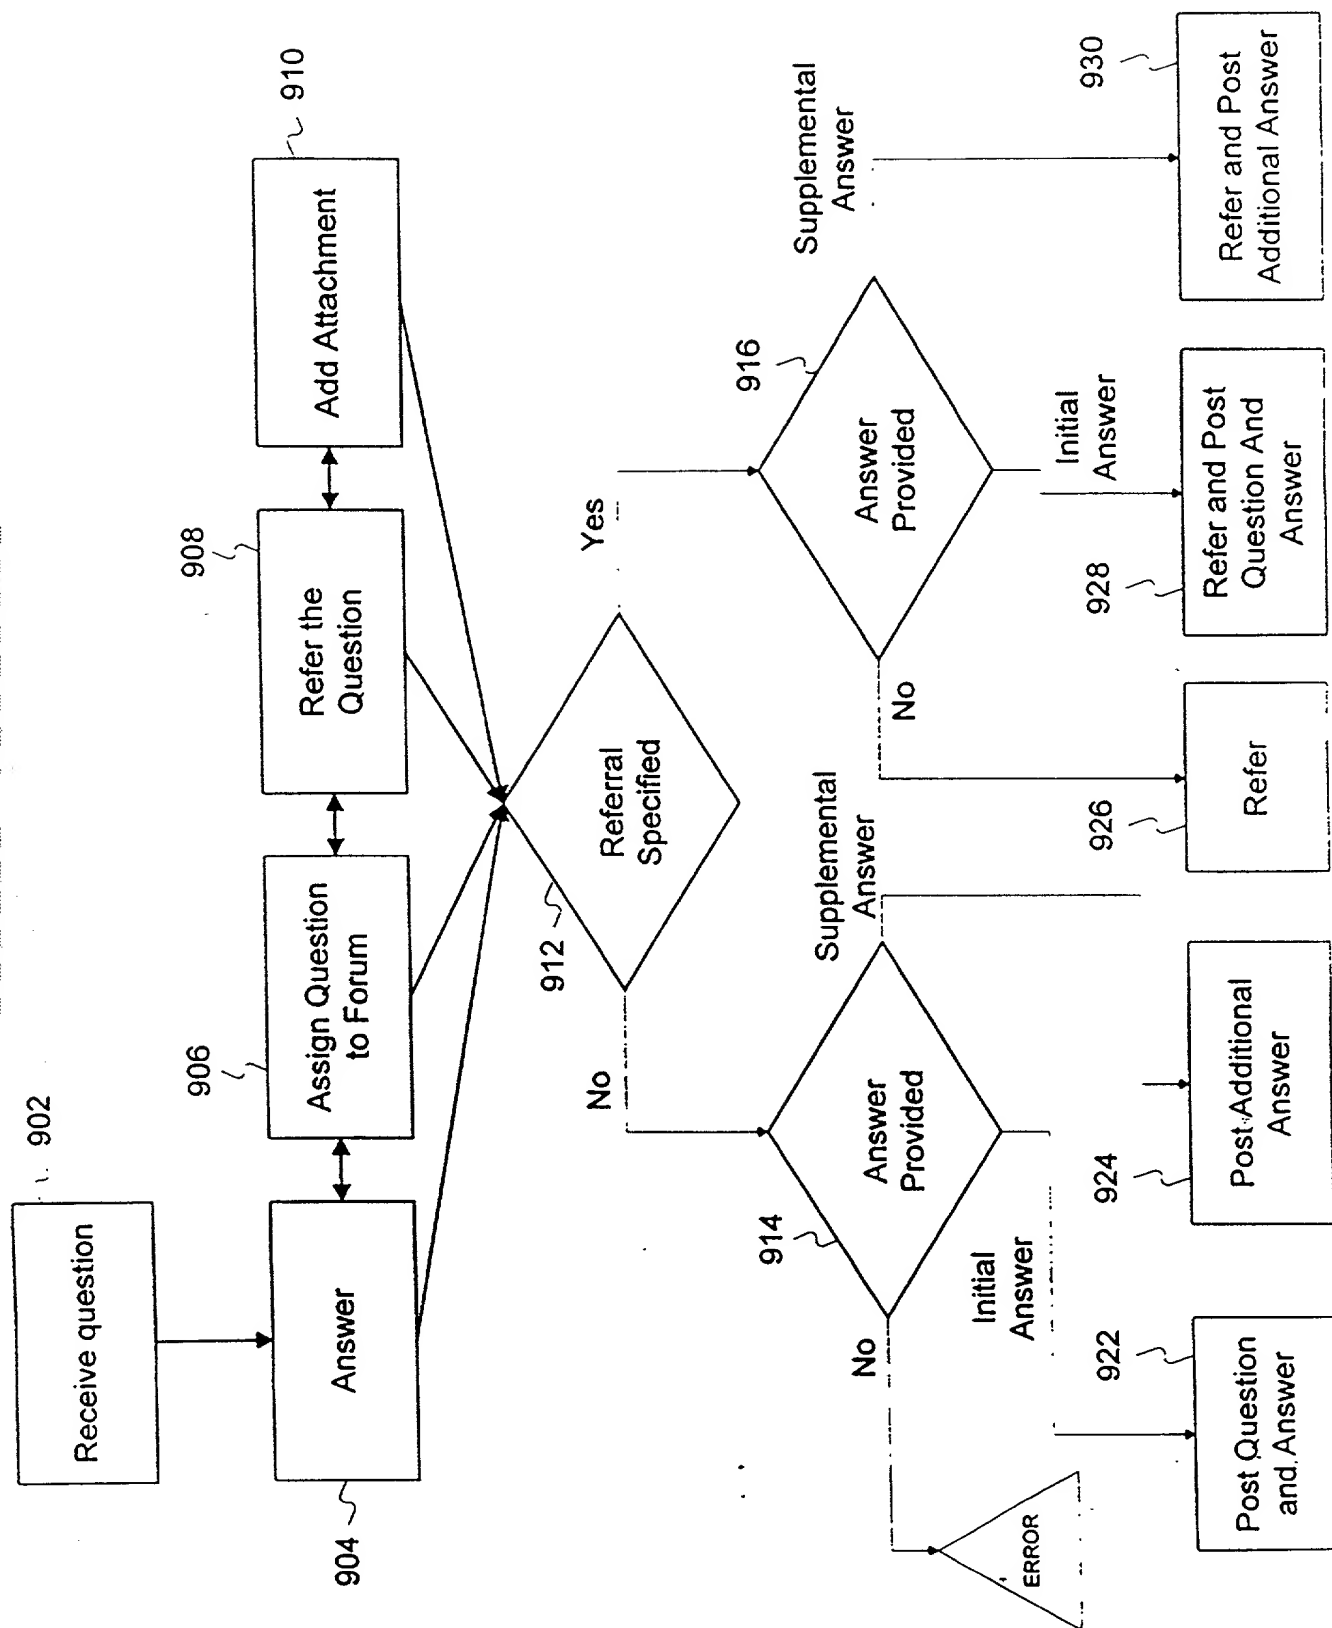 902
Receive question
904
Answer
906
Assign Question
to Forum
908
Refer the
Question
910
Add Attachment
912
Referral
Specified
No
Yes
914
Answer
Provided
No
Initial
Answer
Supplemental
Answer
916
Answer
Provided
No
Initial
Answer
Supplemental
Answer
ERROR
922
Post Question
and Answer
924
Post Additional
Answer
926
Refer
928
Refer and Post
Question And
Answer
930
Refer and Post
Additional Answer